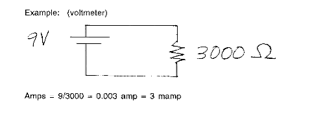 Example: (voltmeter)
9V
3000 Ω
Amps = 9/3000 = 0.003 amp = 3 mamp